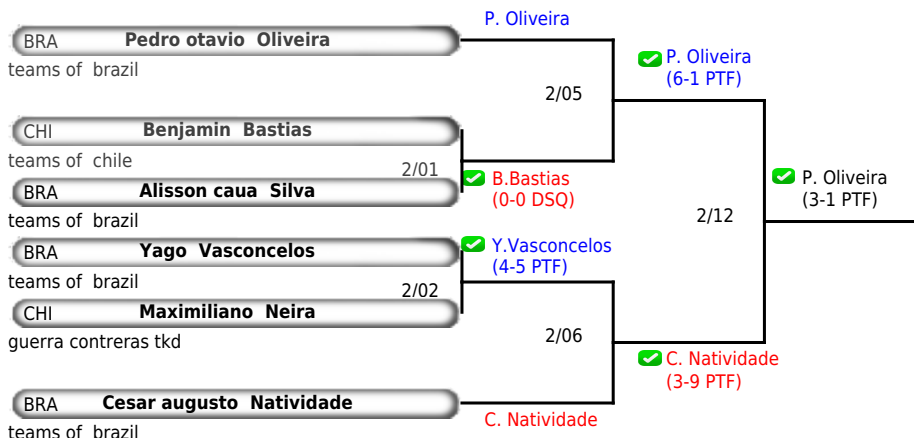 P. Oliveira
BRA Pedro otavio Oliveira
teams of brazil
P. Oliveira
(6-1 PTF)
2/05
CHI Benjamin Bastias
teams of chile
2/01
B.Bastias
(0-0 DSQ)
P. Oliveira
(3-1 PTF)
BRA Alisson caua Silva
teams of brazil
2/12
BRA Yago Vasconcelos
Y.Vasconcelos
(4-5 PTF)
teams of brazil
2/02
CHI Maximiliano Neira
guerra contreras tkd
2/06
C. Natividade
(3-9 PTF)
BRA Cesar augusto Natividade
C. Natividade
teams of brazil